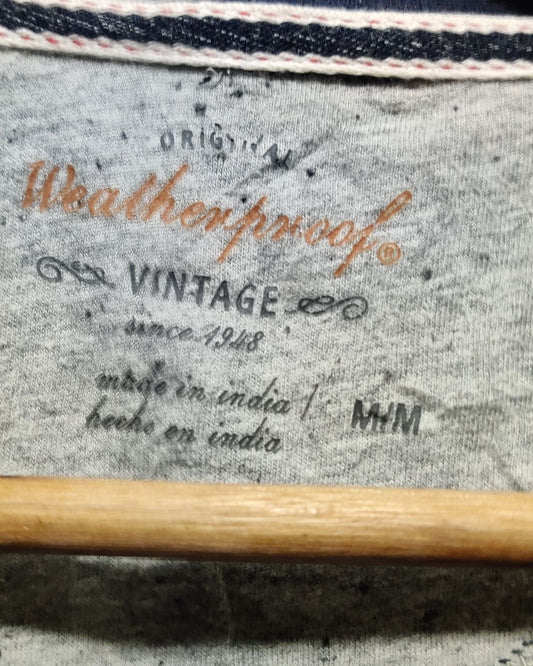 ORIGINAL
Weatherproof®
VINTAGE
since 1948
made in india / M/M
hecho en india